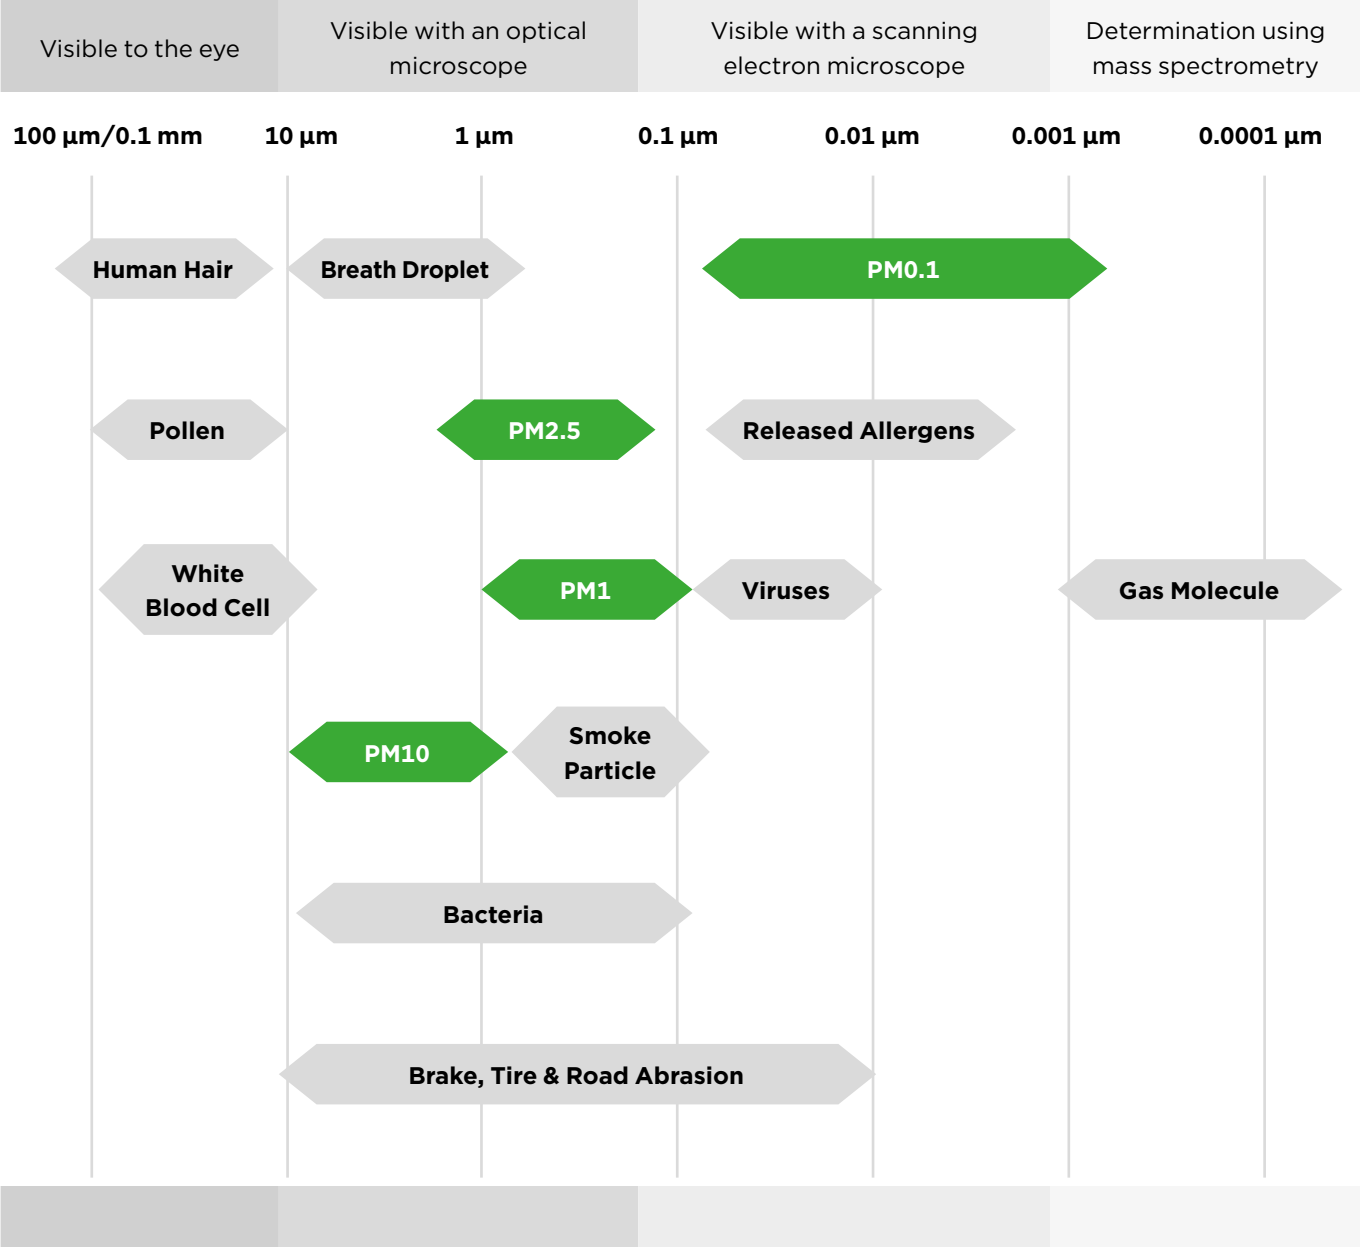 Visible to the eye
Visible with an optical
microscope
Visible with a scanning
electron microscope
Determination using
mass spectrometry
100 µm/0.1 mm
10 µm
1 µm
0.1 µm
0.01 µm
0.001 µm
0.0001 µm
Human Hair
Breath Droplet
PM0.1
Pollen
PM2.5
Released Allergens
White
Blood Cell
PM1
Viruses
Gas Molecule
PM10
Smoke
Particle
Bacteria
Brake, Tire & Road Abrasion